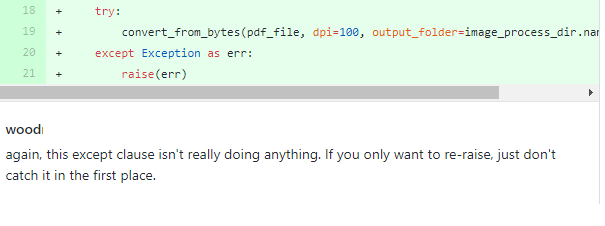 18 + try:
19 + convert_from_bytes(pdf_file, dpi=100, output_folder=image_process_dir.nam
20 + except Exception as err:
21 + raise(err)
wood
again, this except clause isn't really doing anything. If you only want to re-raise, just don't
catch it in the first place.